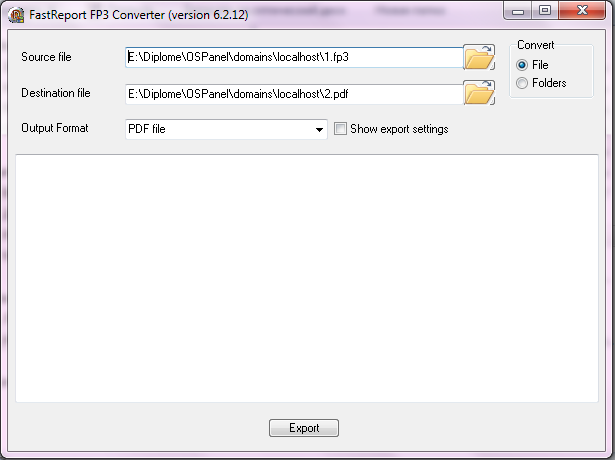 FastReport FP3 Converter (version 6.2.12)
Source file
E:\Diplome\OSPanel\domains\localhost\1.fp3
Convert
File
Folders
Destination file
E:\Diplome\OSPanel\domains\localhost\2.pdf
Output Format
PDF file
Show export settings
Export